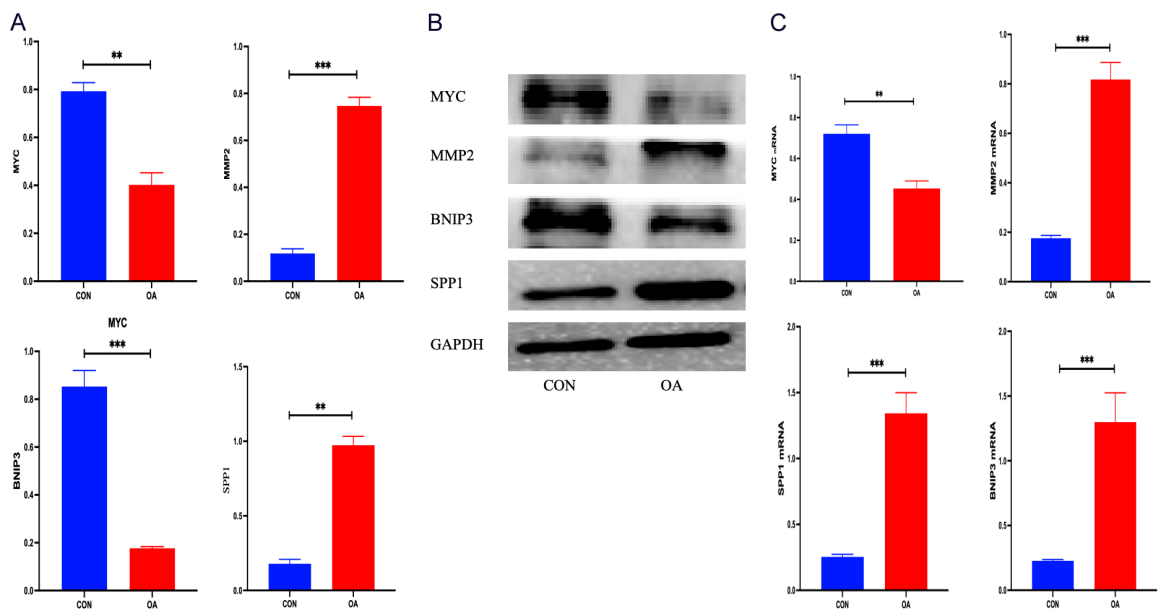 A
B
C
MYC
1.0
0.8
0.6
0.4
0.2
0.0
**
CON
OA
MMP2
1.0
0.8
0.6
0.4
0.2
0.0
***
CON
OA
MYC
BNIP3
1.0
0.8
0.6
0.4
0.2
0.0
***
CON
OA
SPP1
1.5
1.0
0.5
0.0
**
CON
OA
MYC
MMP2
BNIP3
SPP1
GAPDH
CON
OA
MYC mRNA
1.0
0.8
0.6
0.4
0.2
0.0
**
CON
OA
MMP2 mRNA
1.0
0.8
0.6
0.4
0.2
0.0
***
CON
OA
SPP1 mRNA
2.0
1.5
1.0
0.5
0.0
***
CON
OA
BNIP3 mRNA
2.0
1.5
1.0
0.5
0.0
***
CON
OA